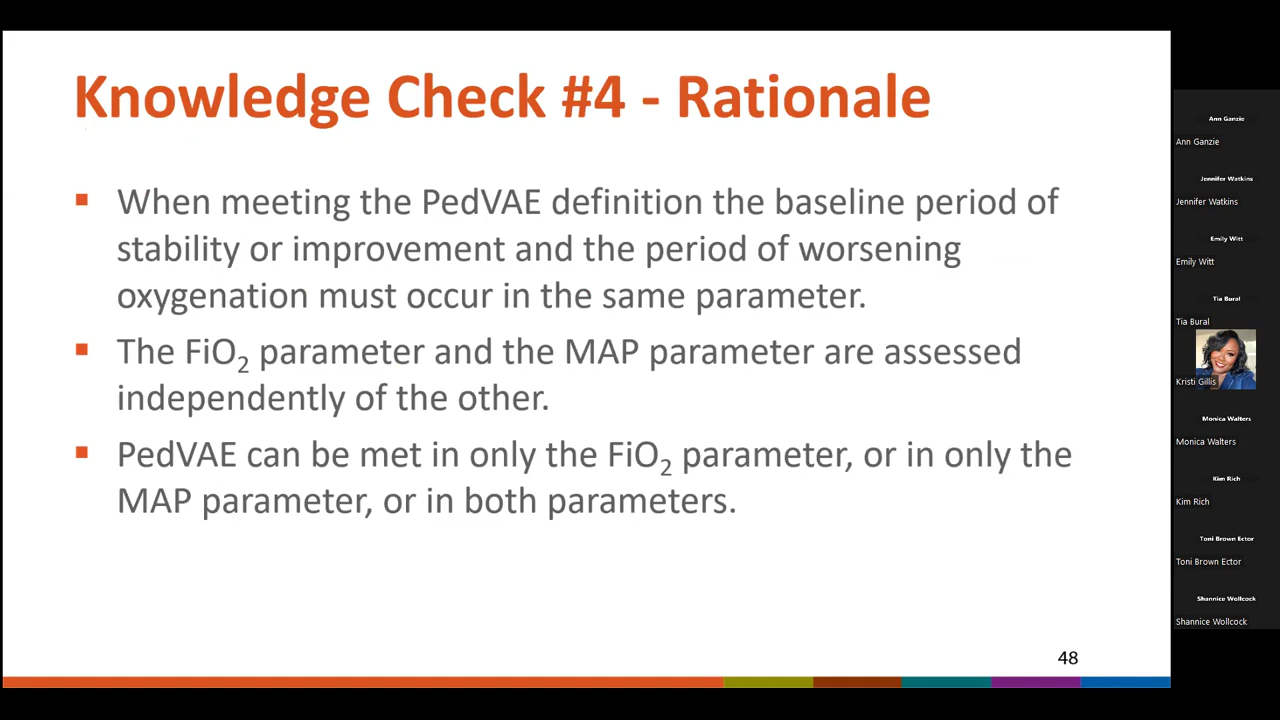 Knowledge Check #4 - Rationale
When meeting the PedVAE definition the baseline period of
stability or improvement and the period of worsening
oxygenation must occur in the same parameter.
The FiO₂ parameter and the MAP parameter are assessed
independently of the other.
PedVAE can be met in only the FiO₂ parameter, or in only the
MAP parameter, or in both parameters.
48
Ann Ganzie
Ann Ganzie
Jennifer Watkins
Jennifer Watkins
Emily Witt
Emily Witt
Tia Bural
Tia Bural
Kristi Gillis
Monica Walters
Monica Walters
Kim Rich
Kim Rich
Toni Brown Ector
Toni Brown Ector
Shannice Wollcock
Shannice Wollcock